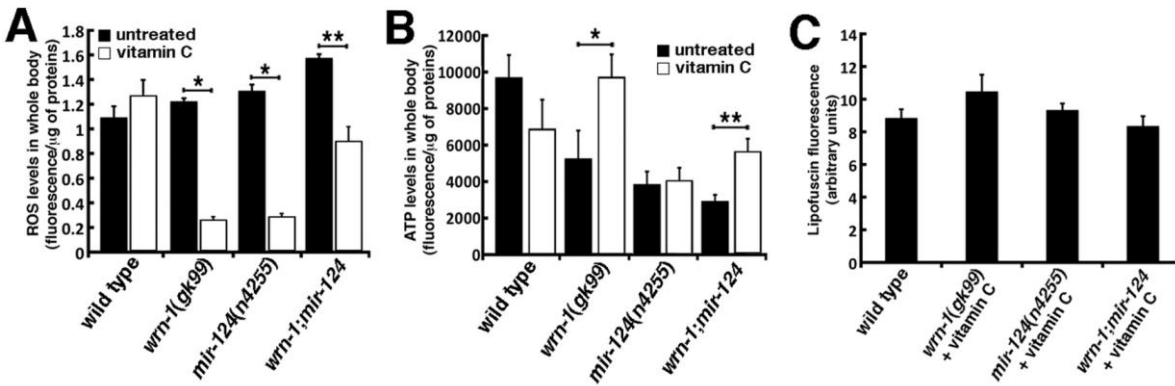 A
ROS levels in whole body
(fluorescence/µg of proteins)
1.8
1.6
1.4
1.2
1
0.8
0.6
0.4
0.2
0
untreated
vitamin C
*
*
**
wild type
wrn-1(gk99)
mir-124(n4255)
wrn-1;mir-124
B
ATP levels in whole body
(fluorescence/µg of proteins)
12000
10000
8000
6000
4000
2000
0
untreated
vitamin C
*
**
wild type
wrn-1(gk99)
mir-124(n4255)
wrn-1;mir-124
C
Lipofuscin fluorescence
(arbitrary units)
14
12
10
8
6
4
2
0
wild type
wrn-1(gk99)
+ vitamin C
mir-124(n4255)
+ vitamin C
wrn-1;mir-124
+ vitamin C